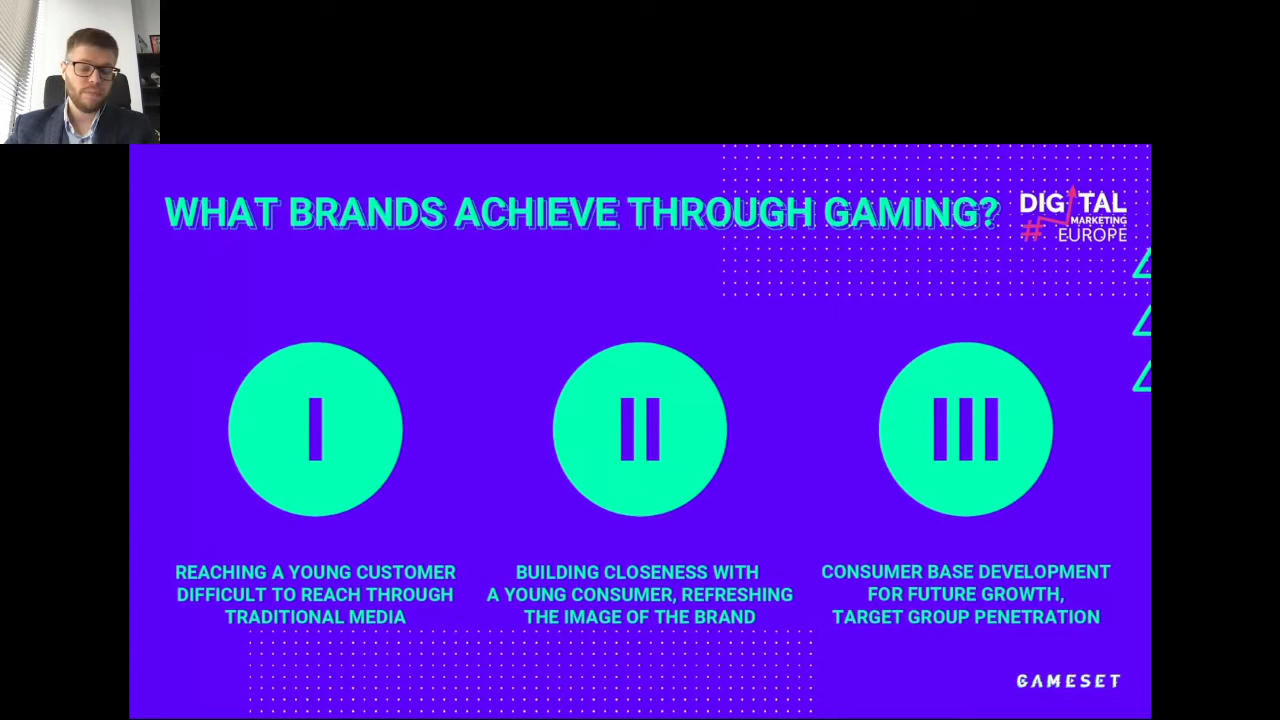 WHAT BRANDS ACHIEVE THROUGH GAMING?
DIGITAL
MARKETING
# EUROPE
I
II
III
REACHING A YOUNG CUSTOMER
DIFFICULT TO REACH THROUGH
TRADITIONAL MEDIA
BUILDING CLOSENESS WITH
A YOUNG CONSUMER, REFRESHING
THE IMAGE OF THE BRAND
CONSUMER BASE DEVELOPMENT
FOR FUTURE GROWTH,
TARGET GROUP PENETRATION
GAMESET